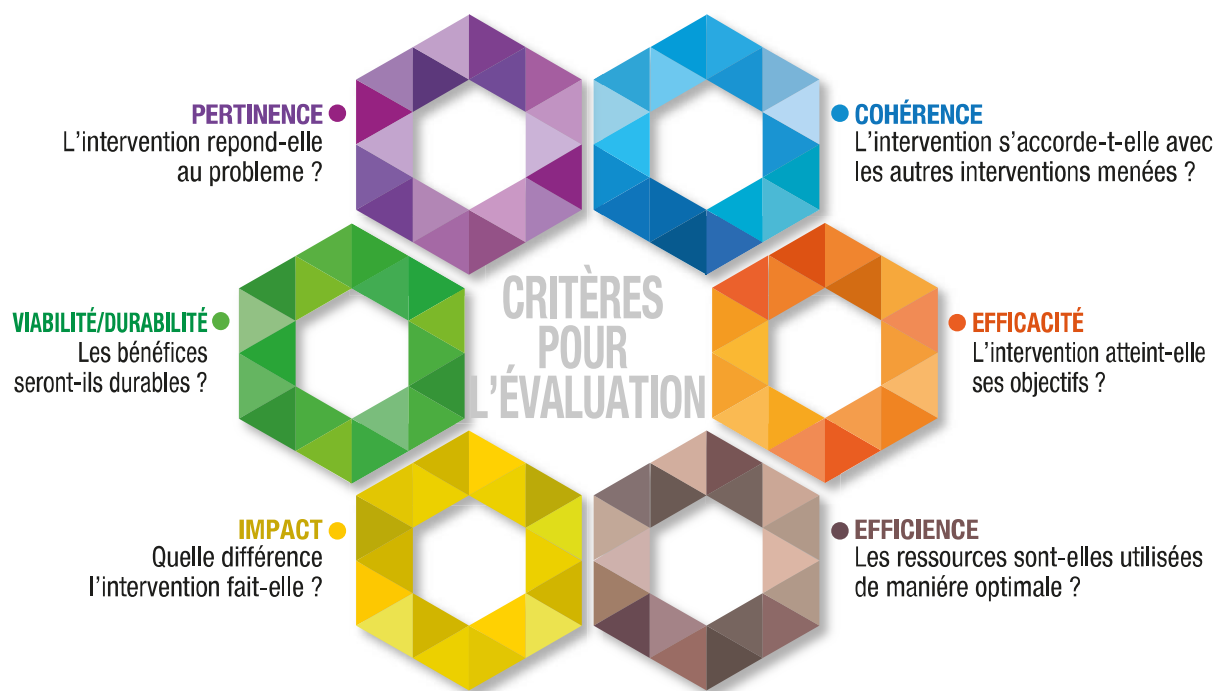 PERTINENCE
L'intervention repond-elle
au probleme ?
COHÉRENCE
L'intervention s'accorde-t-elle avec
les autres interventions menées ?
VIABILITÉ/DURABILITÉ
Les bénéfices
seront-ils durables ?
CRITÈRES
POUR
L'ÉVALUATION
EFFICACITÉ
L'intervention atteint-elle
ses objectifs ?
IMPACT
Quelle différence
l'intervention fait-elle ?
EFFICIENCE
Les ressources sont-elles utilisées
de maniére optimale ?